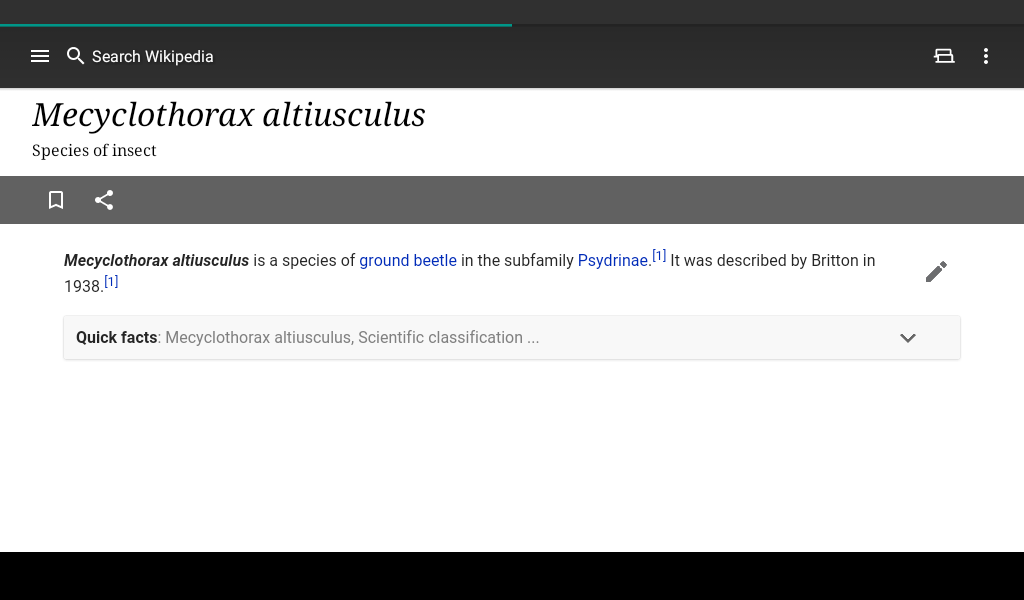 Search Wikipedia
Mecyclothorax altiusculus
Species of insect
Mecyclothorax altiusculus is a species of ground beetle in the subfamily Psydrinae.[1] It was described by Britton in
1938.[1]
Quick facts: Mecyclothorax altiusculus, Scientific classification ...